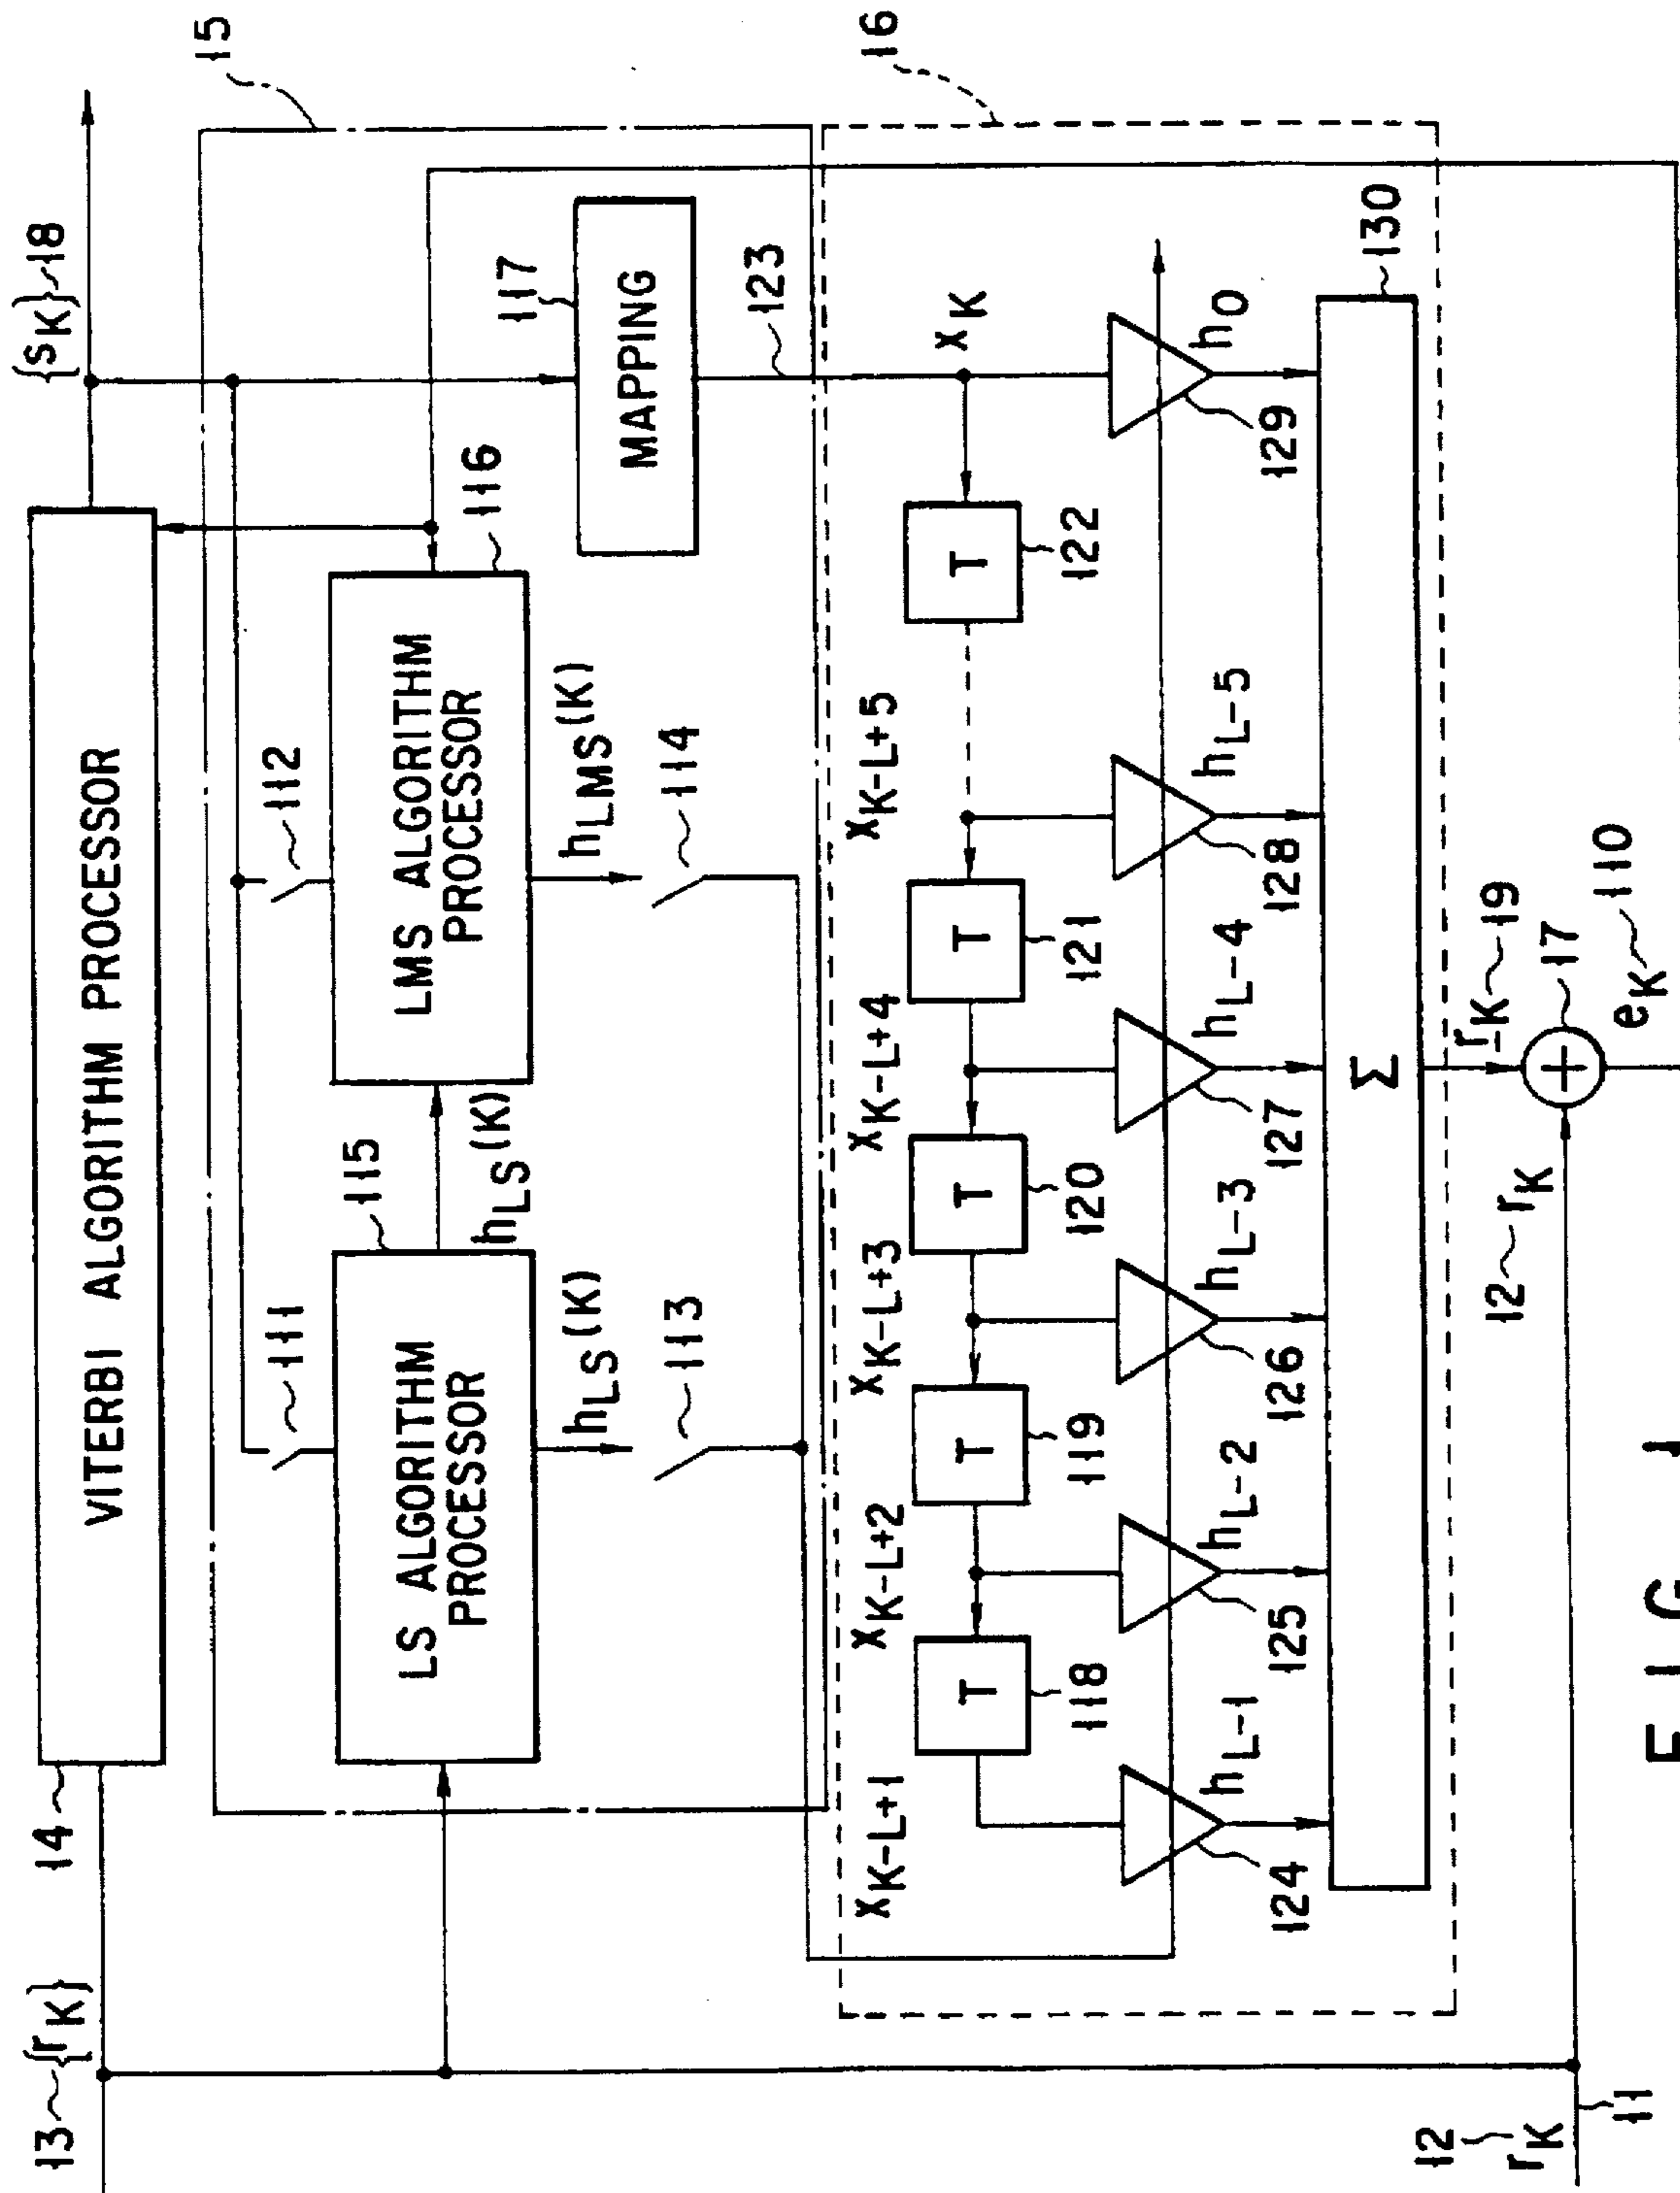 13 {rK}
14
VITERBI ALGORITHM PROCESSOR
{sK} 18
15
111
112
115
LS ALGORITHM
PROCESSOR
hLS(K)
LMS ALGORITHM
PROCESSOR
116
117
MAPPING
hLS(K)
113
hLMS(K)
114
123
16
XK-L+1
XK-L+2
XK-L+3
XK-L+4
XK-L+5
XK
T
T
T
T
T
118
119
120
121
122
hL-1
hL-2
hL-3
hL-4
hL-5
h0
124
125
126
127
128
129
Σ
130
rK 19
12 rK
17
eK 110
12
rK
11
FIG. 1